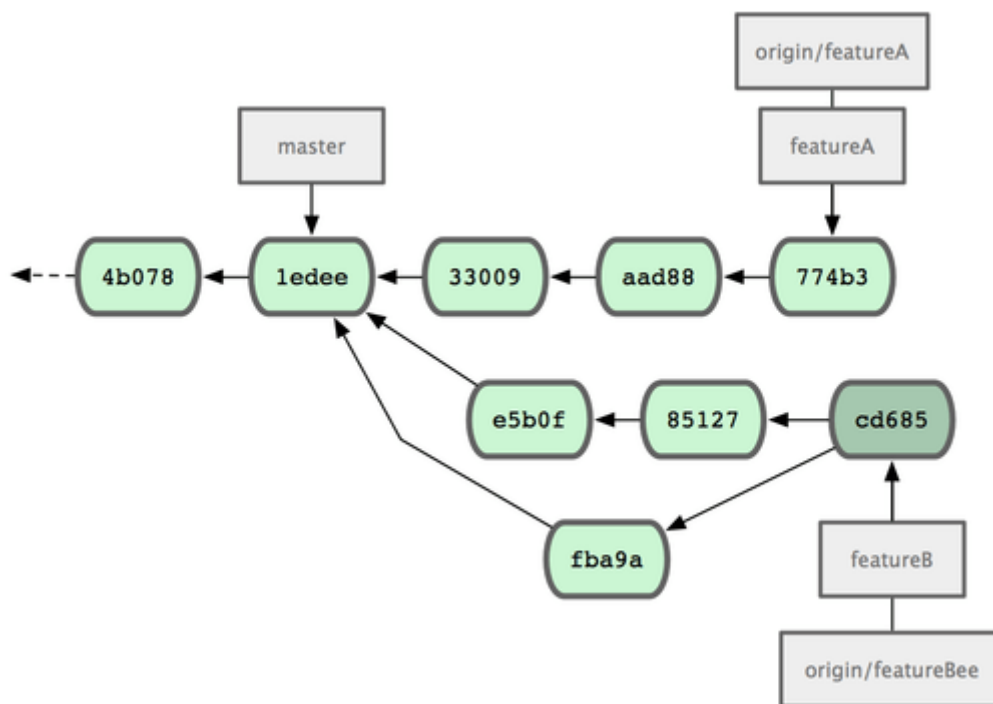 origin/featureA
master
featureA
4b078
1edee
33009
aad88
774b3
e5b0f
85127
cd685
fba9a
featureB
origin/featureBee